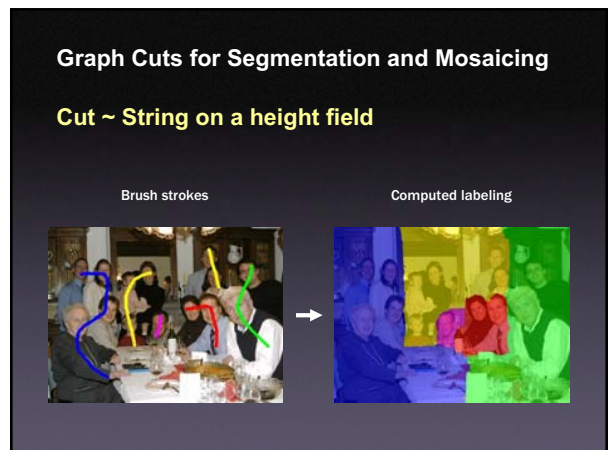 Graph Cuts for Segmentation and Mosaicing
Cut ~ String on a height field
Brush strokes
Computed labeling